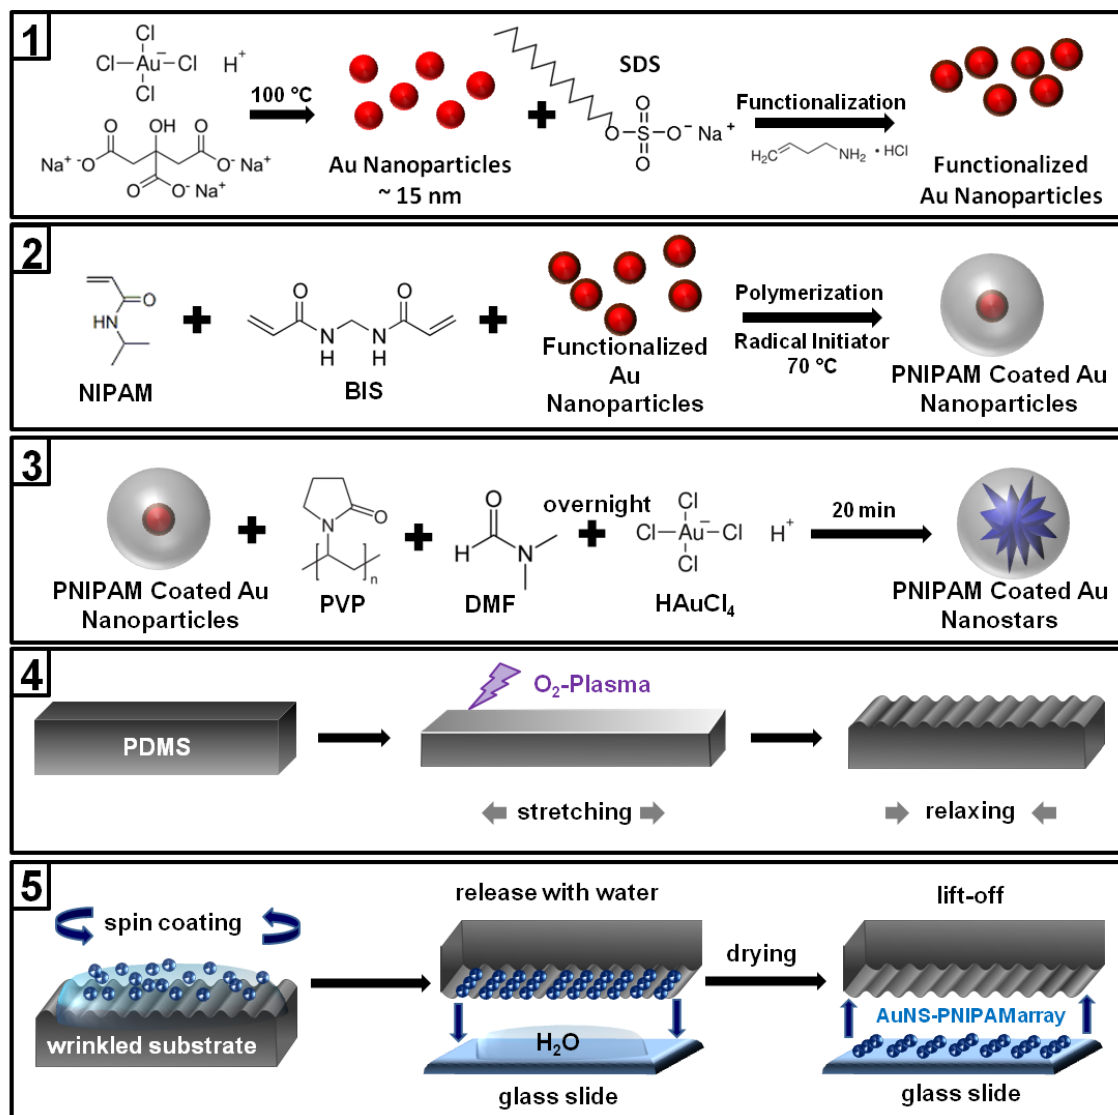 1
Cl
Cl Au⁻ Cl H⁺
Cl
O OH O
Na⁺ ⁻O O⁻ Na⁺
O O⁻ Na⁺
100 °C
Au Nanoparticles
~ 15 nm
SDS
O
O S O⁻ Na⁺
O
Functionalization
H₂C NH₂ • HCl
Functionalized
Au Nanoparticles
2
O
HN
NIPAM
O O
N N
H H
BIS
Functionalized
Au
Nanoparticles
Polymerization
Radical Initiator
70 °C
PNIPAM Coated Au
Nanoparticles
3
PNIPAM Coated Au
Nanoparticles
N O
n
PVP
O
H N
DMF
overnight
Cl
Cl Au⁻ Cl H⁺
Cl
HAuCl₄
20 min
PNIPAM Coated Au
Nanostars
4
PDMS
O₂-Plasma
stretching
relaxing
5
spin coating
wrinkled substrate
release with water
H₂O
glass slide
drying
lift-off
AuNS-PNIPAMarray
glass slide